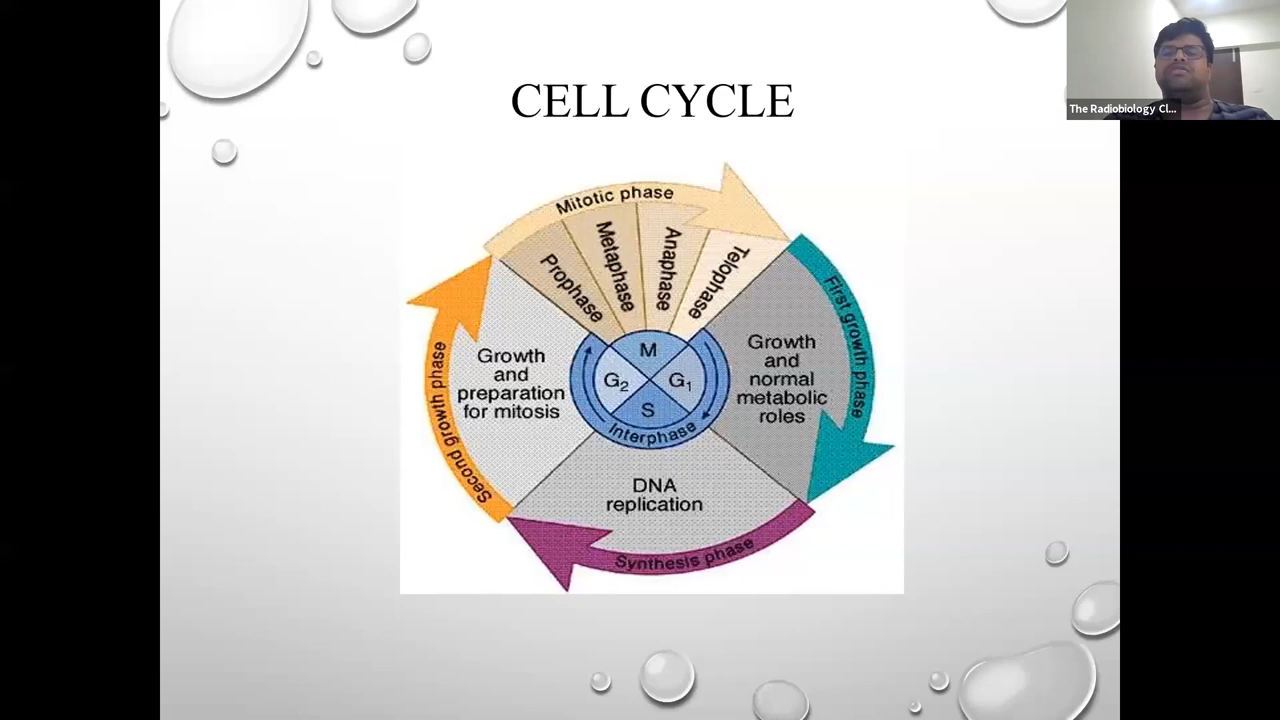 CELL CYCLE
The Radiobiology Cl...
Mitotic phase
Prophase
Metaphase
Anaphase
Telophase
First growth phase
Growth
and
normal
metabolic
roles
Growth
and
preparation
for mitosis
Second growth phase
M
G₂
G₁
S
Interphase
DNA
replication
Synthesis phase